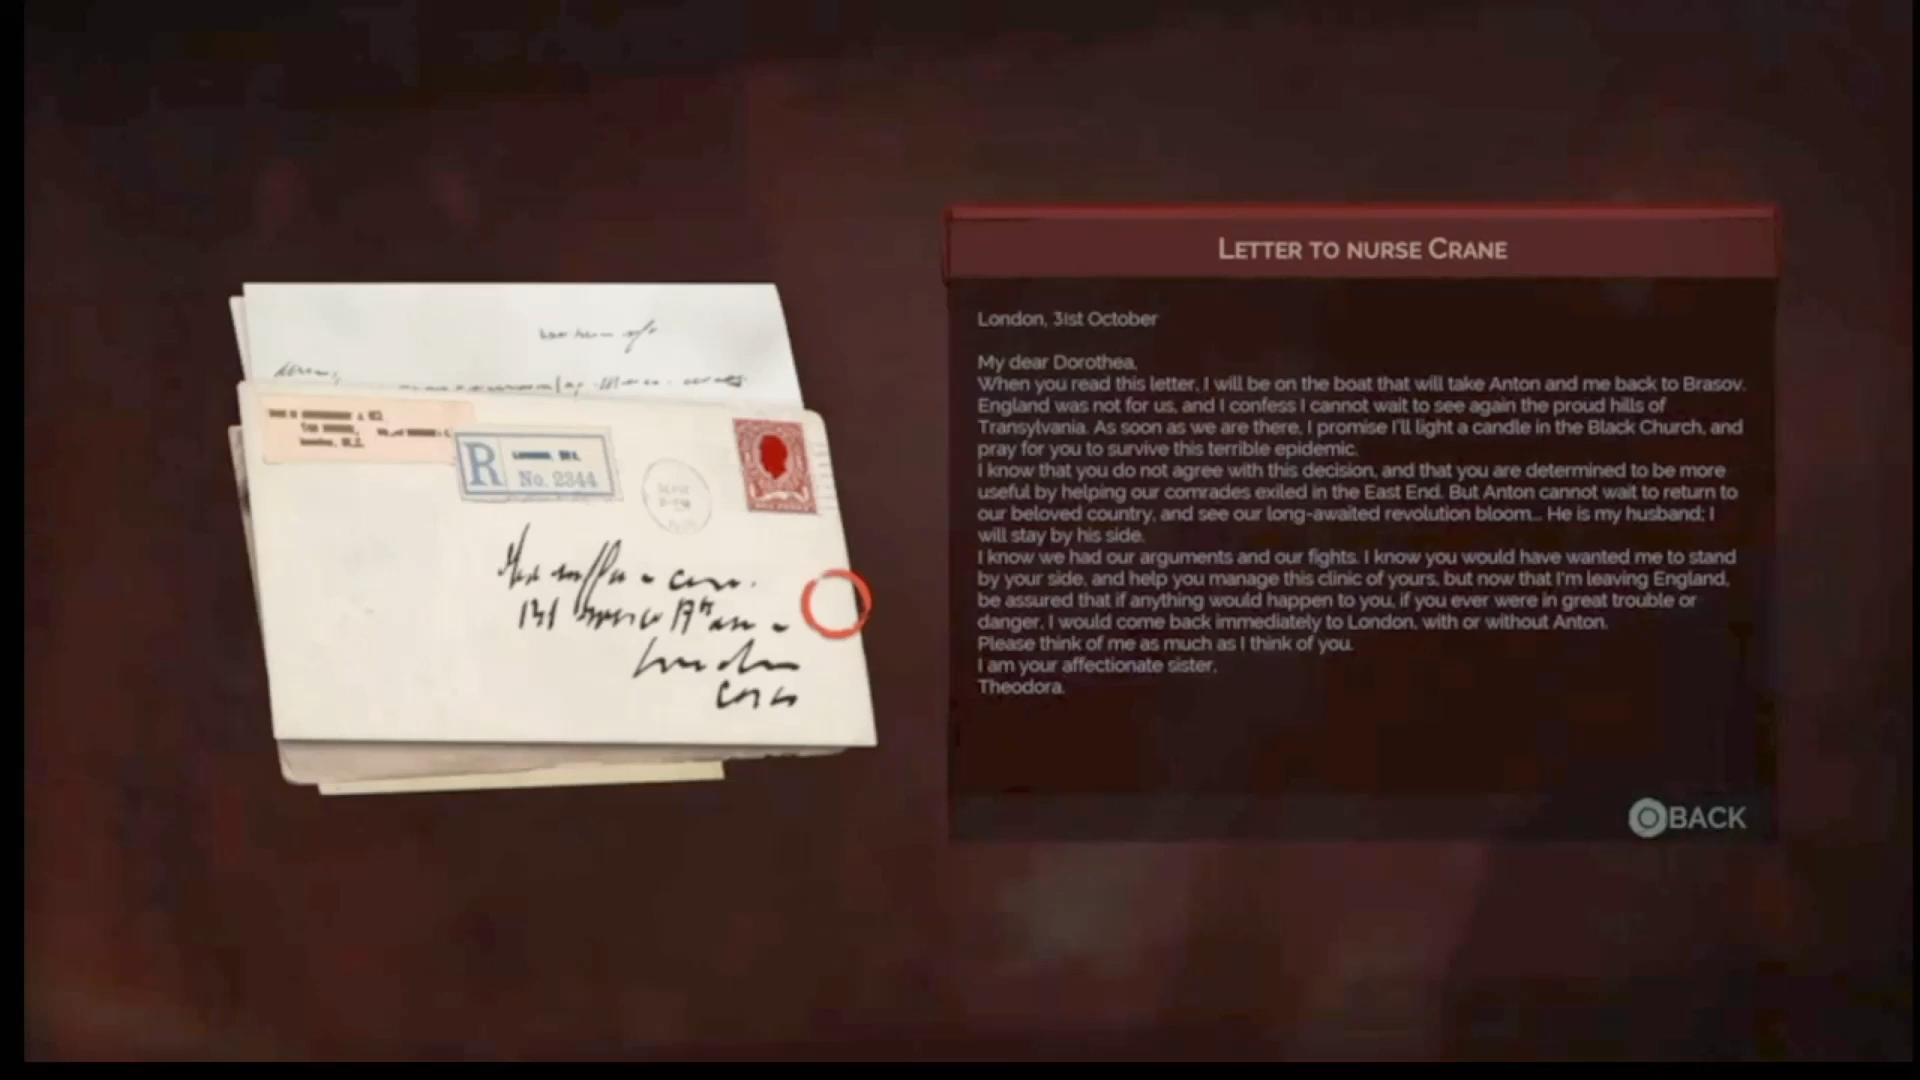 LETTER TO NURSE CRANE
London, 31st October
My dear Dorothea,
When you read this letter, I will be on the boat that will take Anton and me back to Brasov.
England was not for us, and I confess I cannot wait to see again the proud hills of
Transylvania. As soon as we are there, I promise I'll light a candle in the Black Church, and
pray for you to survive this terrible epidemic.
I know that you do not agree with this decision, and that you are determined to be more
useful by helping our comrades exiled in the East End. But Anton cannot wait to return to
our beloved country, and see our long-awaited revolution bloom... He is my husband; I
will stay by his side.
I know we had our arguments and our fights. I know you would have wanted me to stand
by your side, and help you manage this clinic of yours, but now that I'm leaving England,
be assured that if anything would happen to you, if you ever were in great trouble or
danger, I would come back immediately to London, with or without Anton.
Please think of me as much as I think of you.
I am your affectionate sister,
Theodora.
R
No. 2344
BACK